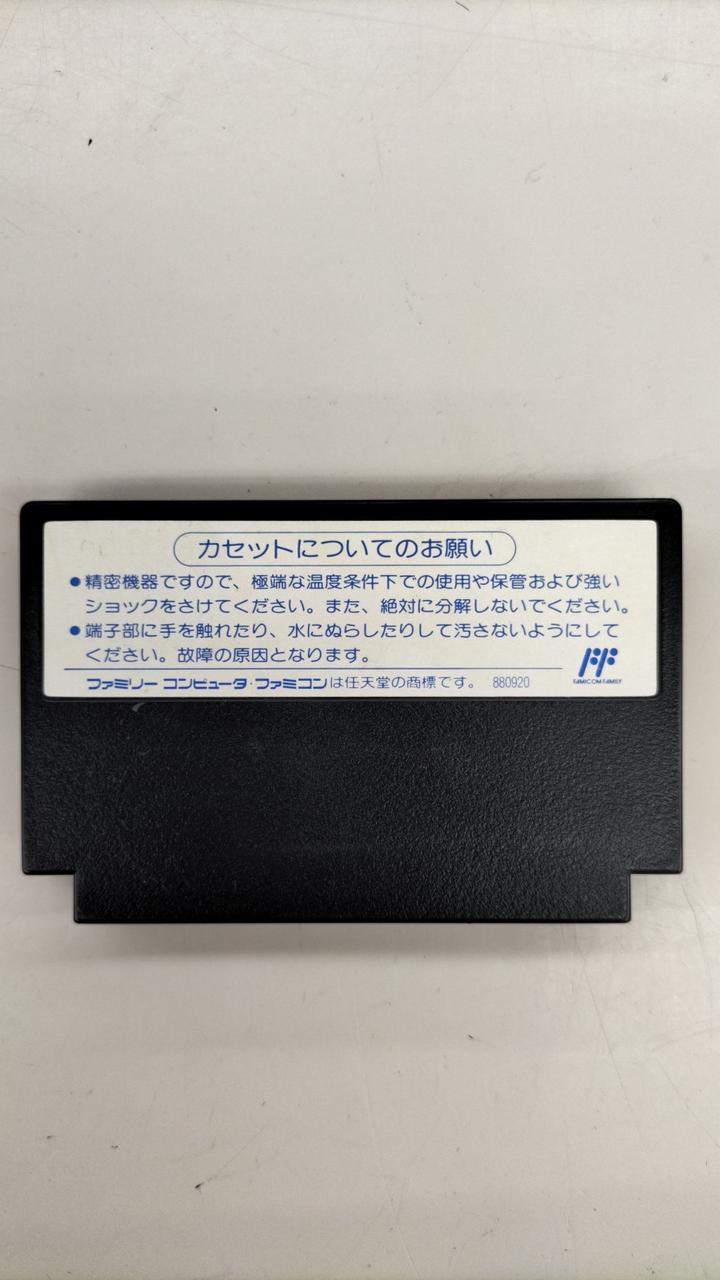 カセットについてのお願い
●精密機器ですので、極端な温度条件下での使用や保管および強い
ショックをさけてください。また、絶対に分解しないでください。
●端子部に手を触れたり、水にぬらしたりして汚さないようにして
ください。故障の原因となります。
FAMICOM FAMILY
ファミリー コンピュータ・ファミコンは任天堂の商標です。 880920